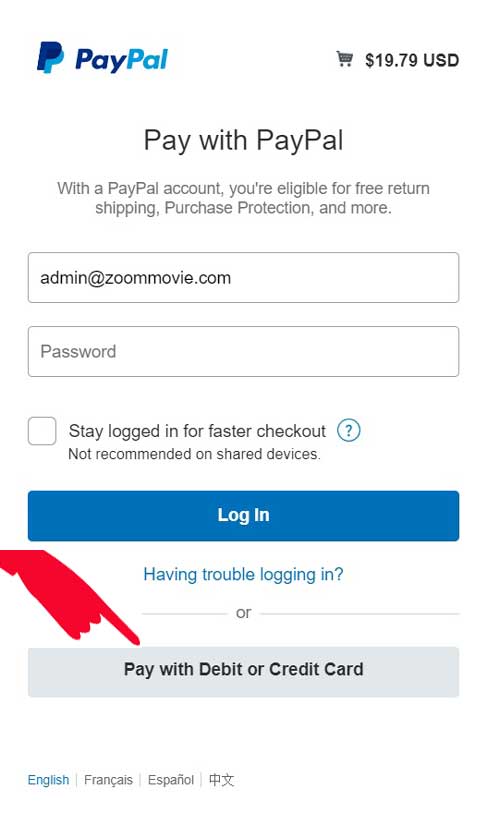 PayPal
$19.79 USD
Pay with PayPal
With a PayPal account, you're eligible for free return
shipping, Purchase Protection, and more.
admin@zoommovie.com
Password
Stay logged in for faster checkout ?
Not recommended on shared devices.
Log In
Having trouble logging in?
or
Pay with Debit or Credit Card
English Français Español 中文